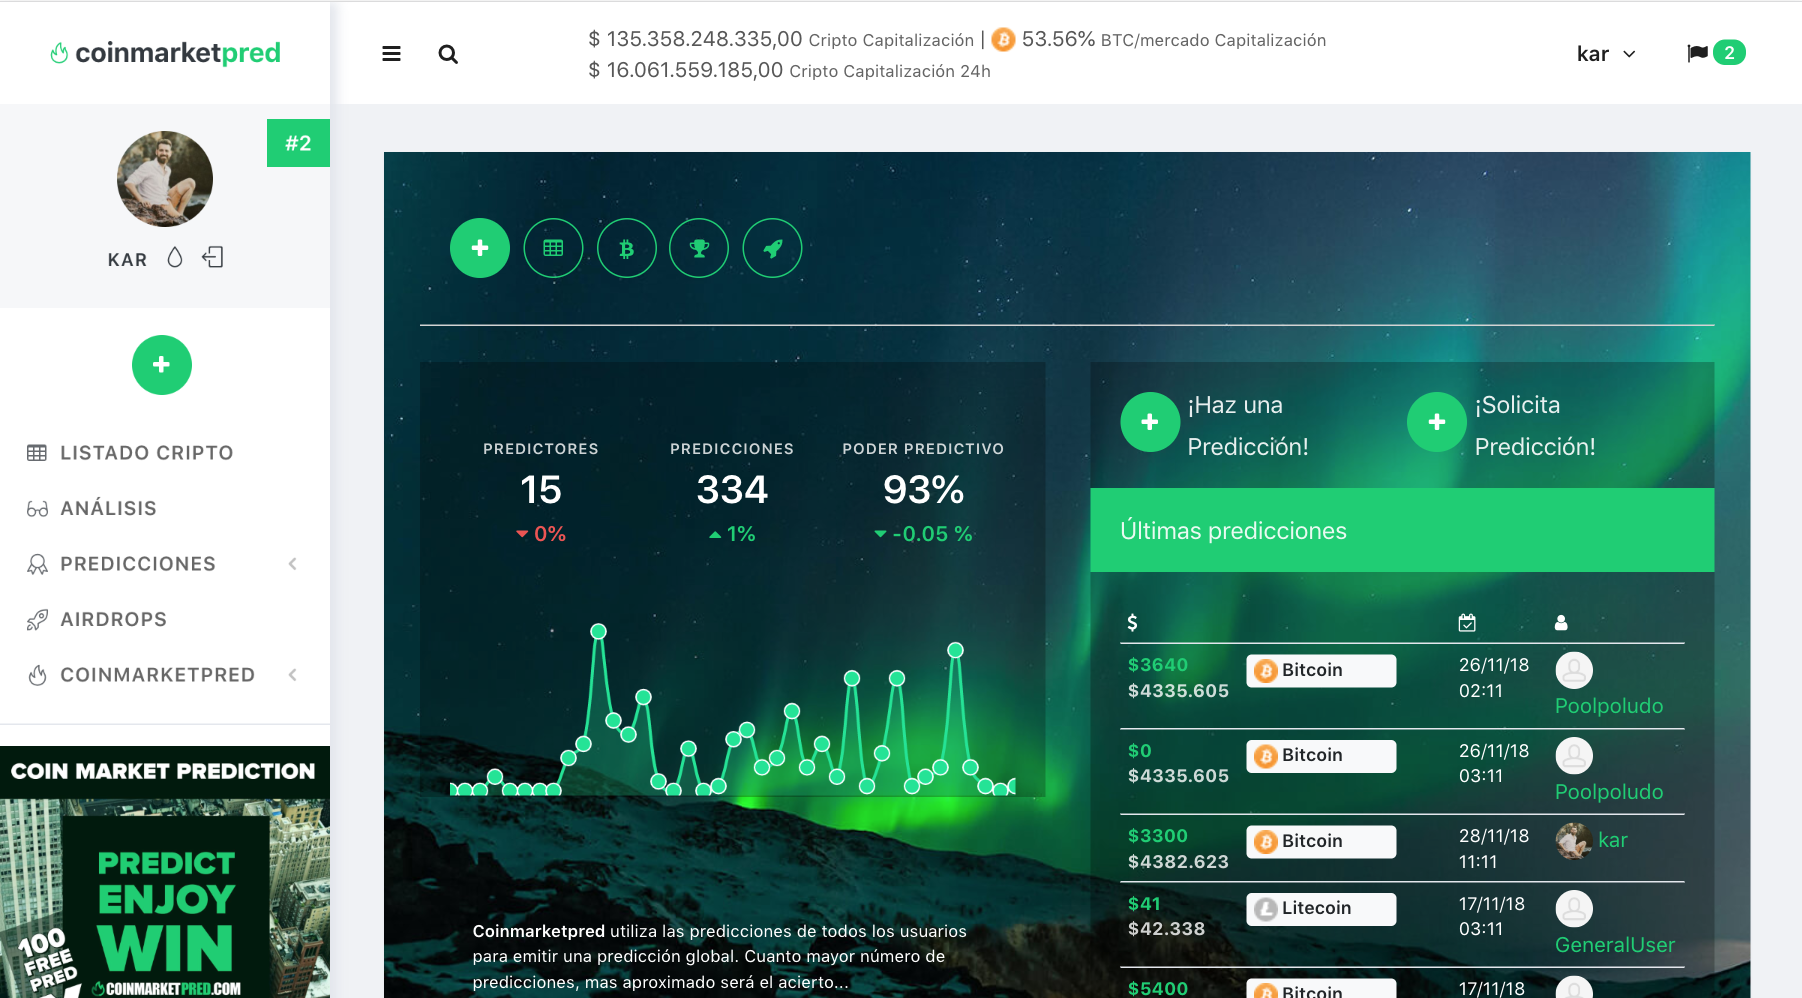 coinmarketpred
$ 135.358.248.335,00 Cripto Capitalización | 53.56% BTC/mercado Capitalización
$ 16.061.559.185,00 Cripto Capitalización 24h
kar
2
#2
KAR
LISTADO CRIPTO
ANÁLISIS
PREDICCIONES
AIRDROPS
COINMARKETPRED
COIN MARKET PREDICTION
PREDICT
ENJOY
WIN
100
FREE
PRED
COINMARKETPRED.COM
PREDICTORES
15
0%
PREDICCIONES
334
1%
PODER PREDICTIVO
93%
-0.05 %
Coinmarketpred utiliza las predicciones de todos los usuarios
para emitir una predicción global. Cuanto mayor número de
predicciones, mas aproximado será el acierto...
¡Haz una
Predicción!
¡Solicita
Predicción!
Últimas predicciones
$
$3640
$4335.605
Bitcoin
26/11/18
02:11
Poolpoludo
$0
$4335.605
Bitcoin
26/11/18
03:11
Poolpoludo
$3300
$4382.623
Bitcoin
28/11/18
11:11
kar
$41
$42.338
Litecoin
17/11/18
03:11
GeneralUser
$5400
Bitcoin
17/11/18